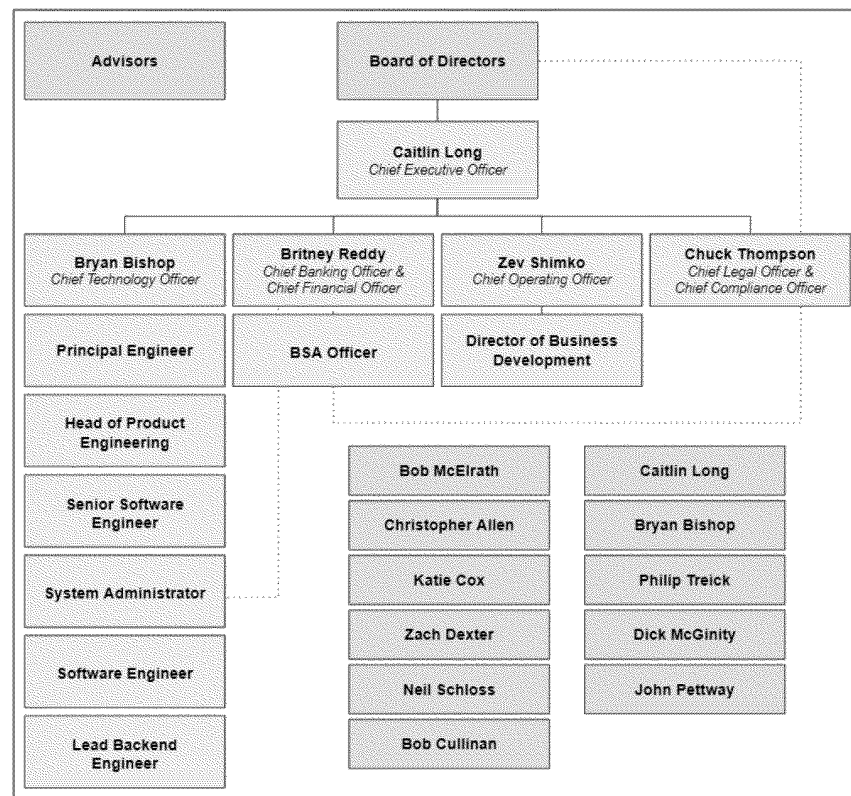 Advisors
Board of Directors
Caitlin Long
Chief Executive Officer
Bryan Bishop
Chief Technology Officer
Britney Reddy
Chief Banking Officer &
Chief Financial Officer
Zev Shimko
Chief Operating Officer
Chuck Thompson
Chief Legal Officer &
Chief Compliance Officer
Principal Engineer
BSA Officer
Director of Business
Development
Head of Product
Engineering
Senior Software
Engineer
System Administrator
Software Engineer
Lead Backend
Engineer
Bob McElrath
Christopher Allen
Katie Cox
Zach Dexter
Neil Schloss
Bob Cullinan
Caitlin Long
Bryan Bishop
Philip Treick
Dick McGinity
John Pettway